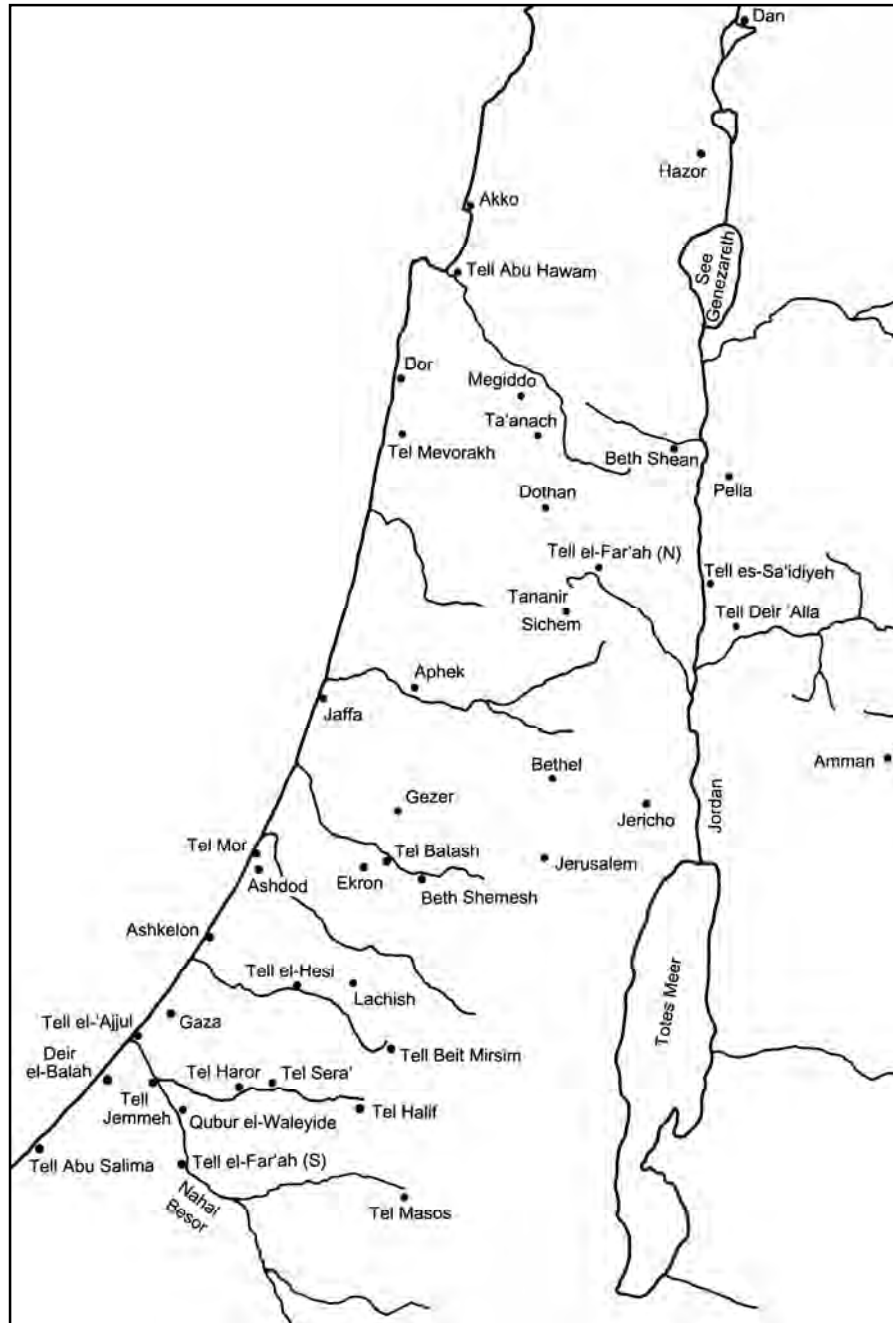 Dan
Hazor
Akko
See
Genezareth
Tell Abu Hawam
Dor
Megiddo
Ta'anach
Tel Mevorakh
Beth Shean
Pella
Dothan
Tell el-Far'ah (N)
Tell es-Sa'idiyeh
Tananir
Sichem
Tell Deir 'Alla
Aphek
Jaffa
Bethel
Amman
Gezer
Jericho
Jordan
Tel Mor
Tel Batash
Ashdod
Ekron
Jerusalem
Beth Shemesh
Ashkelon
Tell el-Hesi
Lachish
Totes Meer
Gaza
Tell el-'Ajjul
Tell Beit Mirsim
Deir
el-Balah
Tel Haror
Tel Sera'
Tell
Jemmeh
Qubur el-Waleyide
Tel Halif
Tell Abu Salima
Tell el-Far'ah (S)
Nahal
Besor
Tel Masos